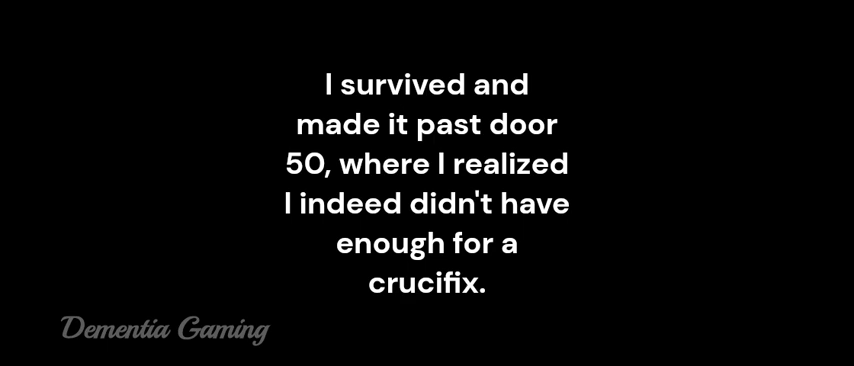 I survived and
made it past door
50, where I realized
I indeed didn't have
enough for a
crucifix.
Dementia Gaming